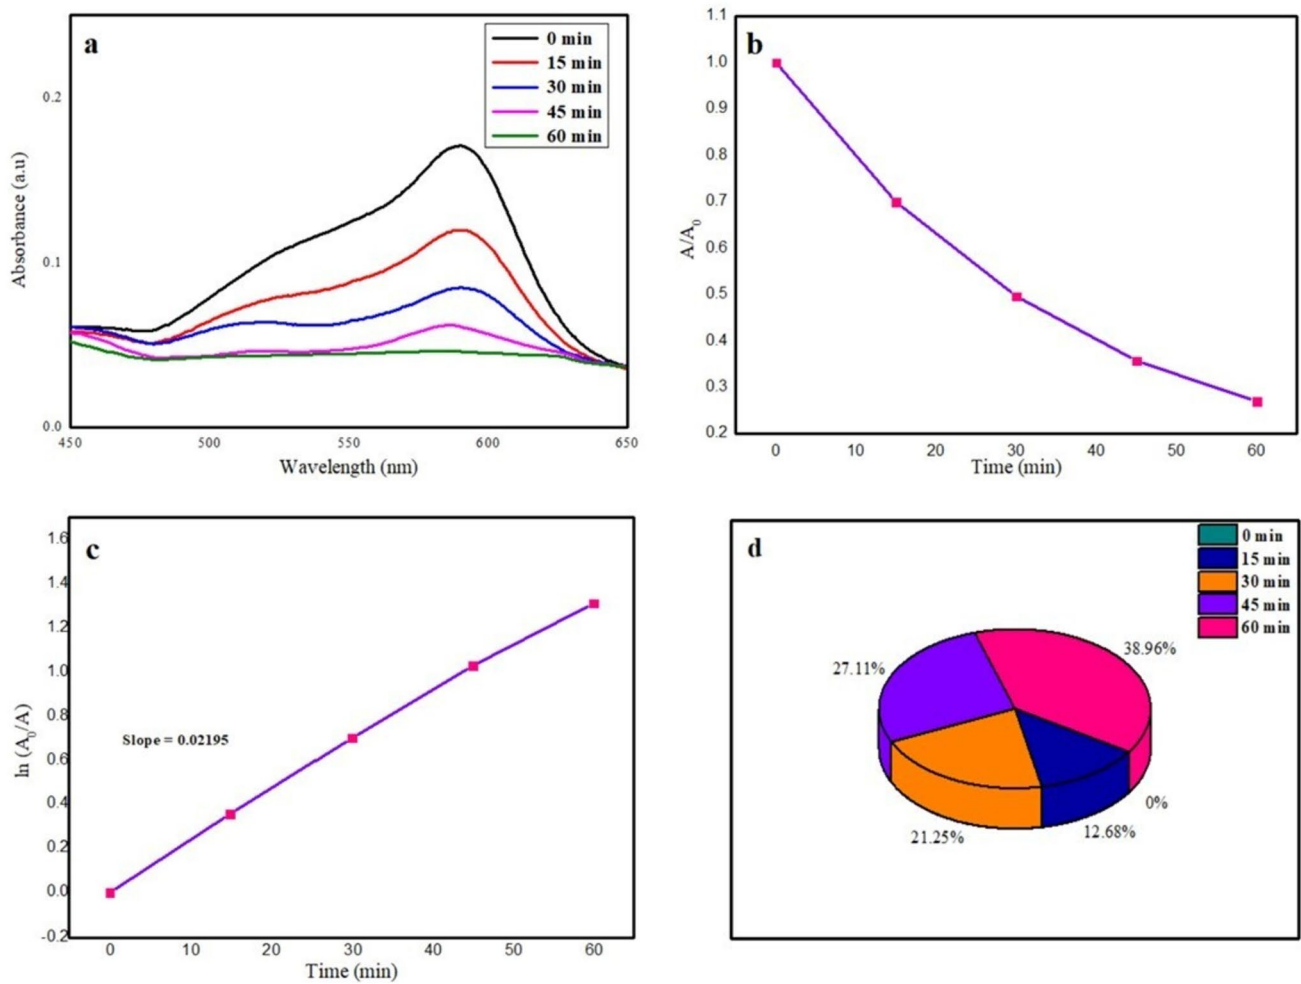 a
0 min
15 min
30 min
45 min
60 min
0.2
0.1
0.0
Absorbance (a.u)
450
500
550
600
650
Wavelength (nm)
b
1.1
1.0
0.9
0.8
0.7
0.6
0.5
0.4
0.3
0.2
A/A₀
0
10
20
30
40
50
60
Time (min)
c
1.6
1.4
1.2
1.0
0.8
0.6
0.4
0.2
0.0
-0.2
ln (A₀/A)
Slope = 0.02195
0
10
20
30
40
50
60
Time (min)
d
0 min
15 min
30 min
45 min
60 min
38.96%
27.11%
0%
12.68%
21.25%